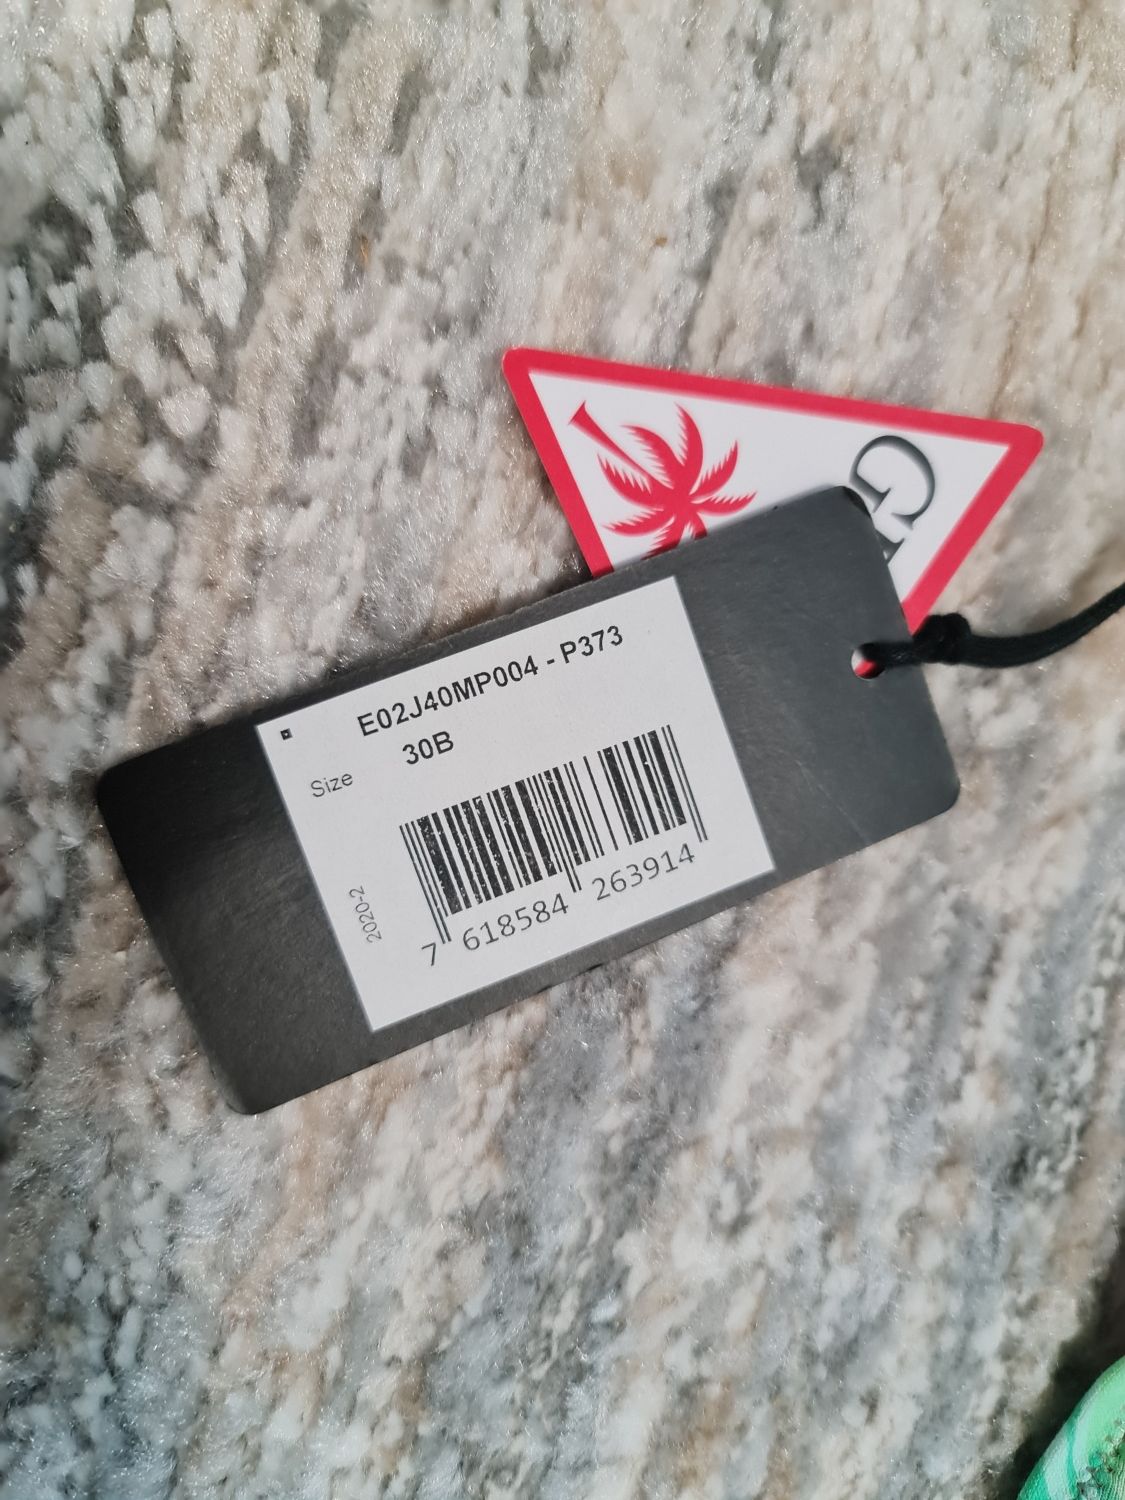 E02J40MP004 - P373
Size 30B
2020-2
7 618584 263914